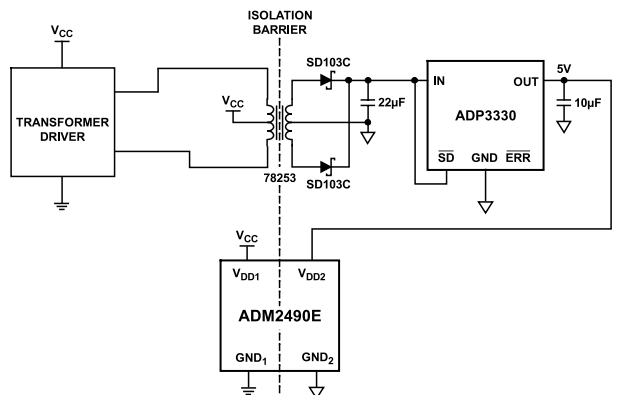 ISOLATION
BARRIER
VCC
SD103C
VCC
TRANSFORMER
DRIVER
22µF
IN
OUT
5V
ADP3330
10µF
SD
GND
ERR
78253
SD103C
VCC
VDD1
VDD2
ADM2490E
GND1
GND2